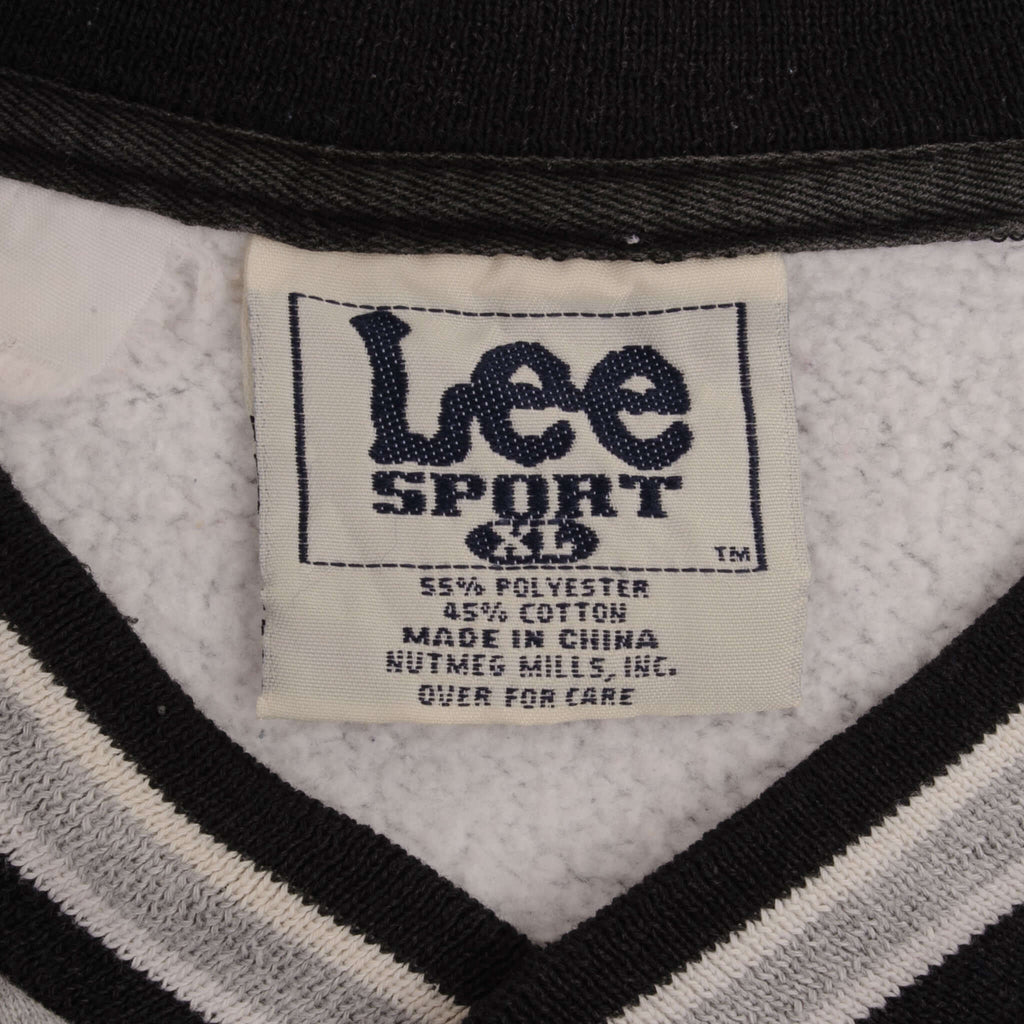 Lee
SPORT
XL
TM
55% POLYESTER
45% COTTON
MADE IN CHINA
NUTMEG MILLS, INC.
OVER FOR CARE